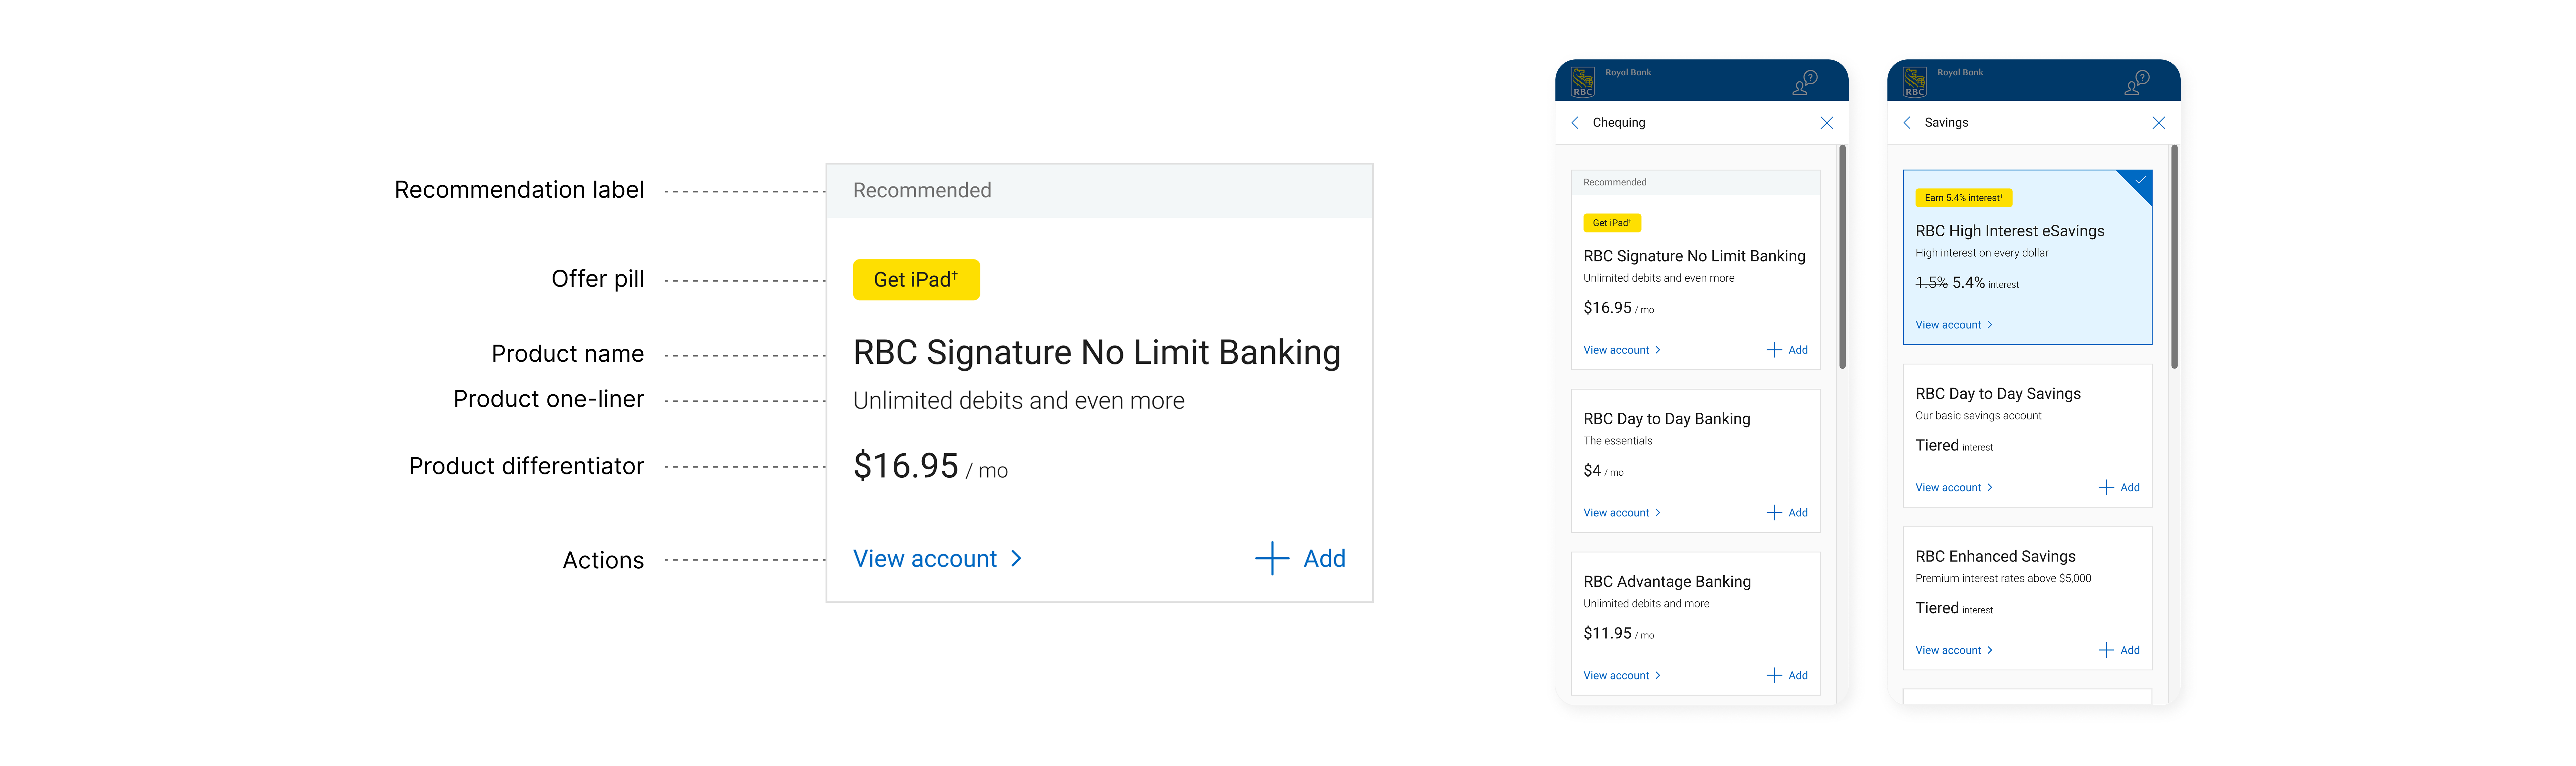 Recommendation label
Offer pill
Product name
Product one-liner
Product differentiator
Actions
Recommended
Get iPad†
RBC Signature No Limit Banking
Unlimited debits and even more
$16.95 / mo
View account
Add
RBC
Royal Bank
Chequing
Recommended
Get iPad†
RBC Signature No Limit Banking
Unlimited debits and even more
$16.95 / mo
View account
Add
RBC Day to Day Banking
The essentials
$4 / mo
View account
Add
RBC Advantage Banking
Unlimited debits and more
$11.95 / mo
View account
Add
RBC
Royal Bank
Savings
Earn 5.4% interest†
RBC High Interest eSavings
High interest on every dollar
1.5% 5.4% interest
View account
RBC Day to Day Savings
Our basic savings account
Tiered interest
View account
Add
RBC Enhanced Savings
Premium interest rates above $5,000
Tiered interest
View account
Add